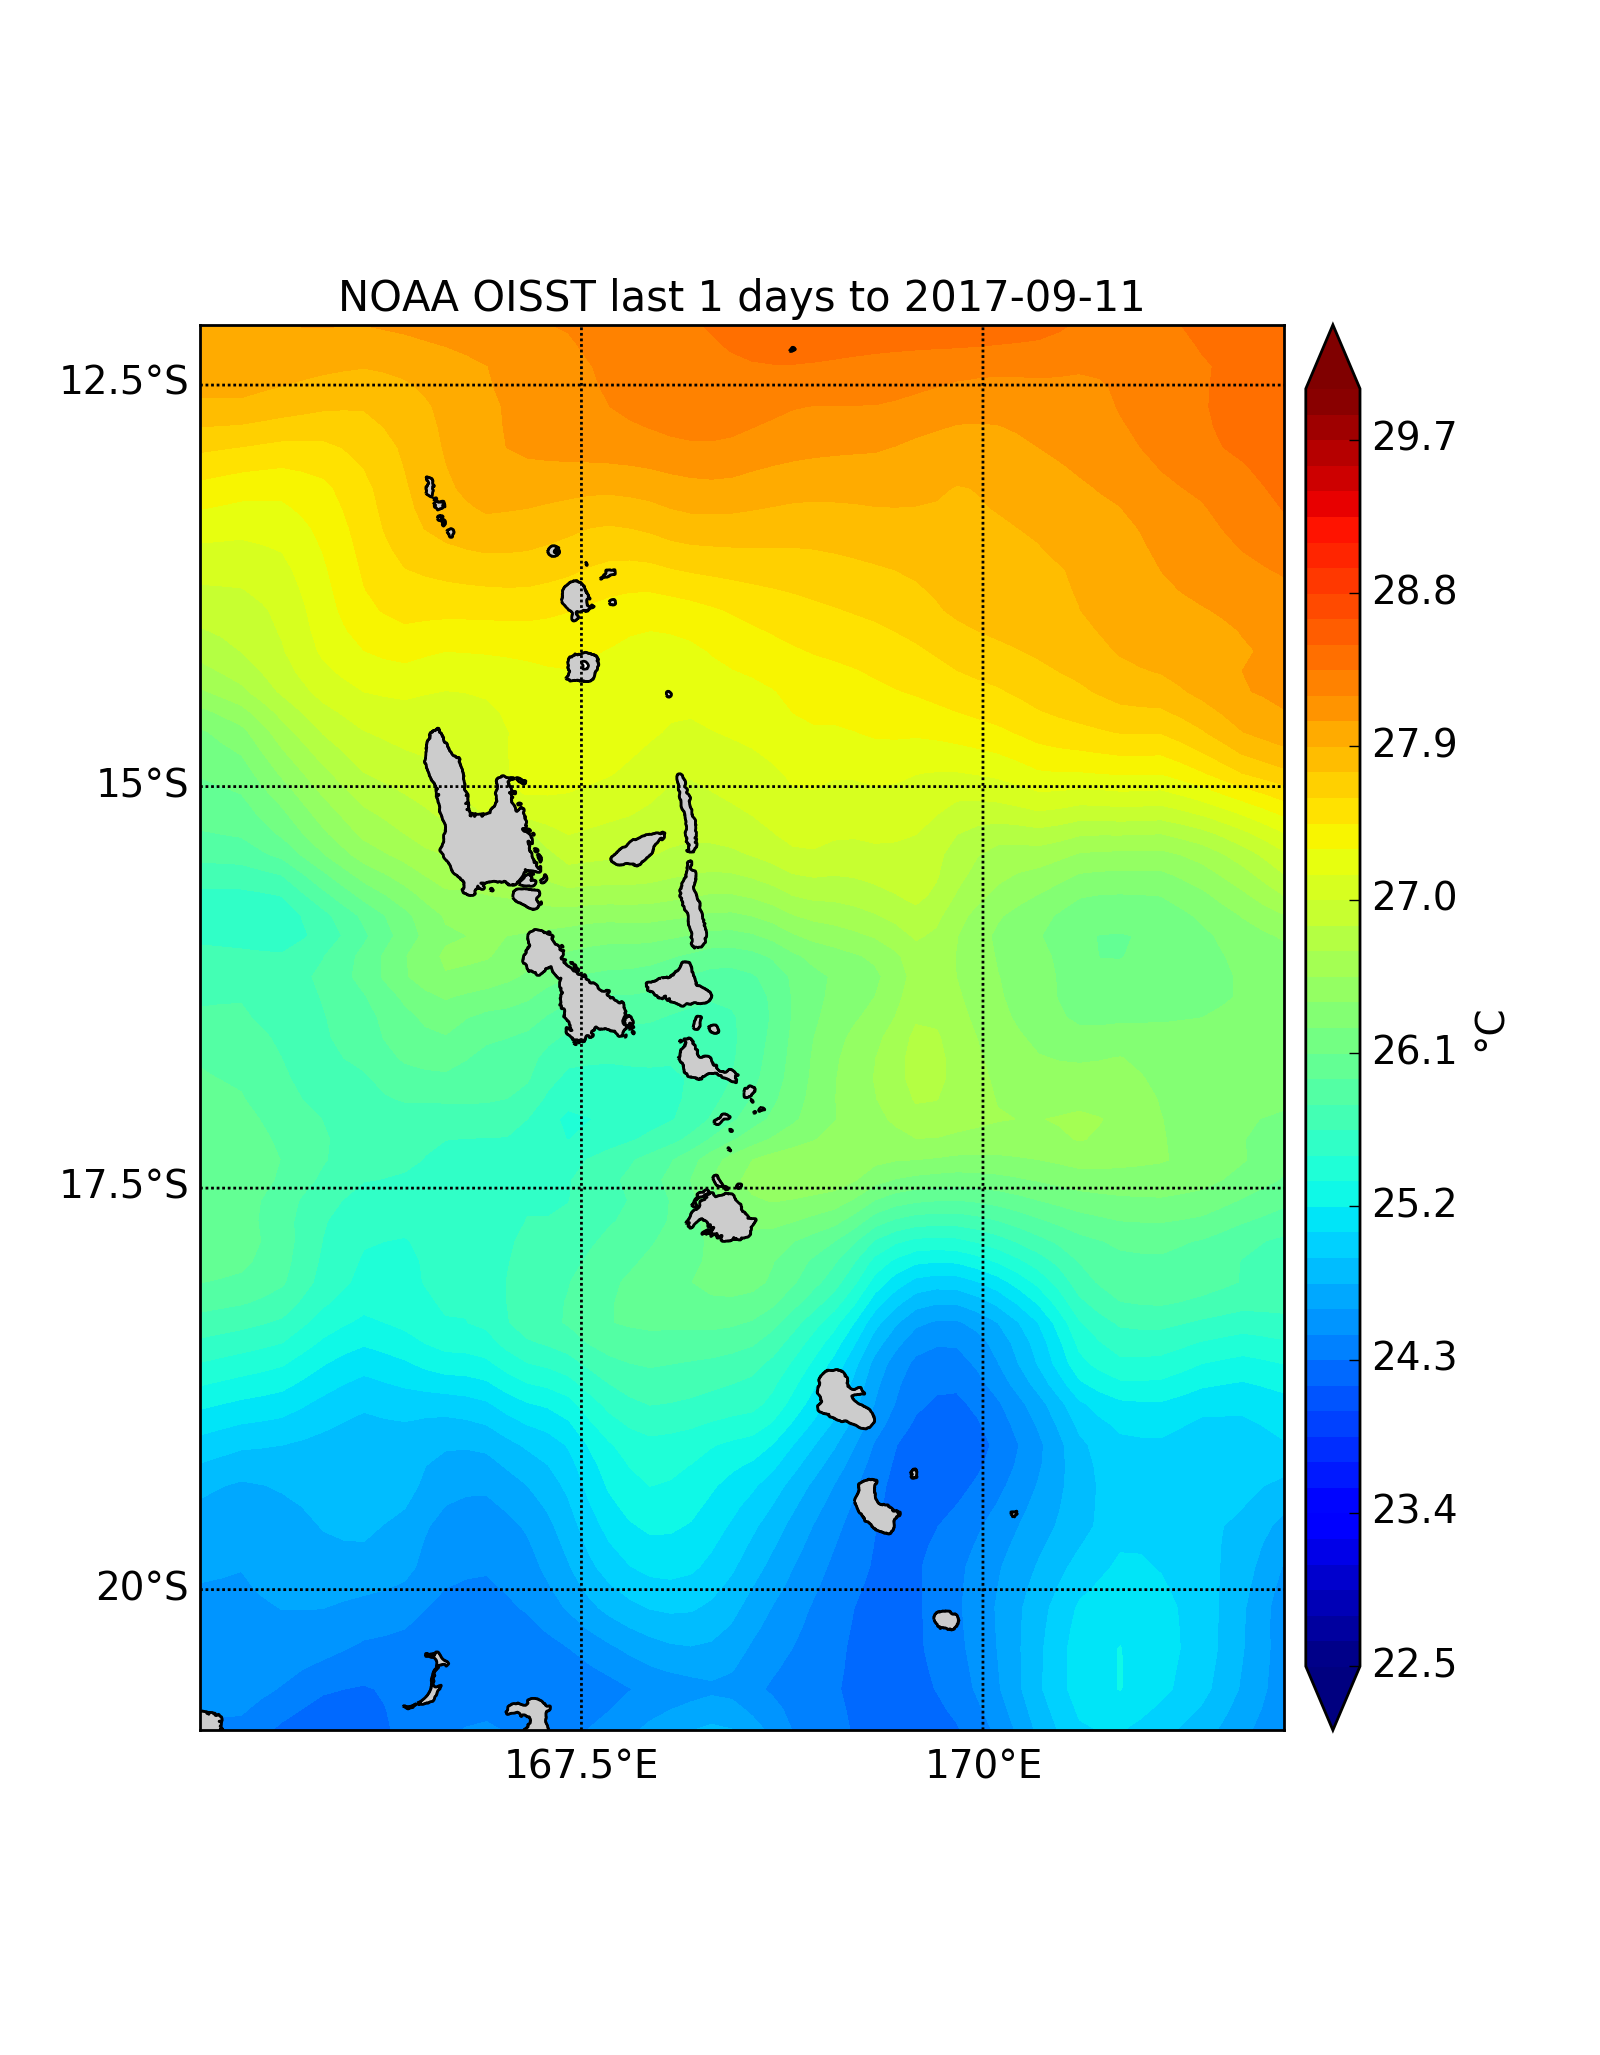 NOAA OISST last 1 days to 2017-09-11
12.5°S
15°S
17.5°S
20°S
167.5°E
170°E
29.7
28.8
27.9
27.0
26.1
25.2
24.3
23.4
22.5
°C